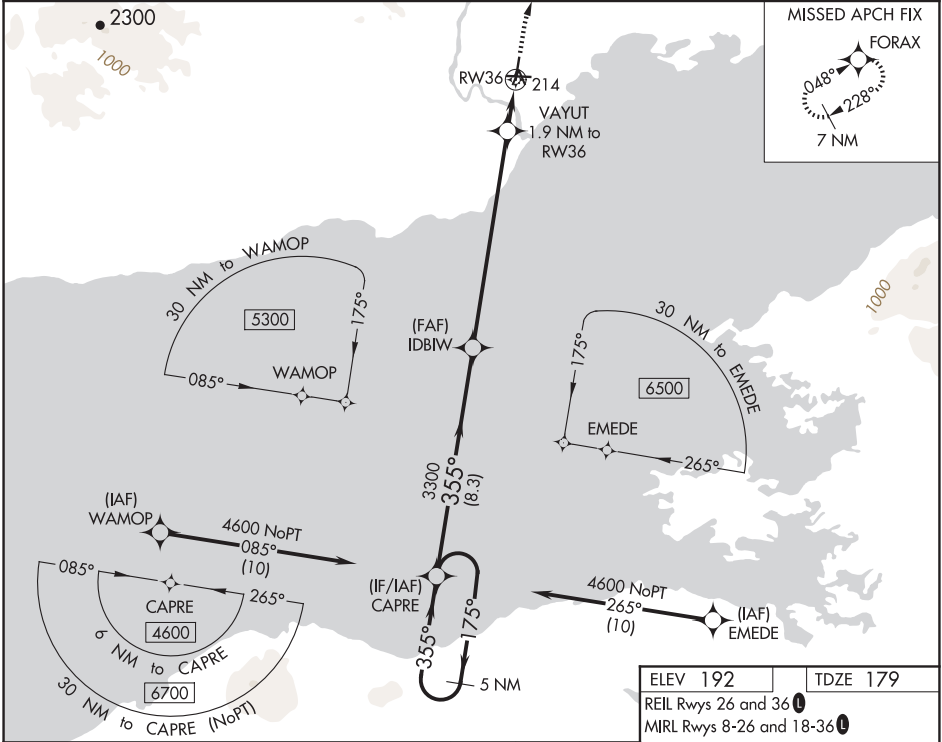 2300
1000
MISSED APCH FIX
FORAX
048°
228°
7 NM
RW36
214
VAYUT
1.9 NM to
RW36
30 NM to WAMOP
5300
175°
085°
WAMOP
(FAF)
IDBIW
30 NM to EMEDE
6500
175°
EMEDE
265°
1000
3300
355°
(8.3)
(IAF)
WAMOP
4600 NoPT
085°
(10)
(IF/IAF)
CAPRE
4600 NoPT
265°
(10)
(IAF)
EMEDE
085°
265°
CAPRE
4600
6 NM to CAPRE
6700
30 NM to CAPRE (NoPT)
355°
175°
5 NM
ELEV 192
TDZE 179
REIL Rwys 26 and 36 L
MIRL Rwys 8-26 and 18-36 L